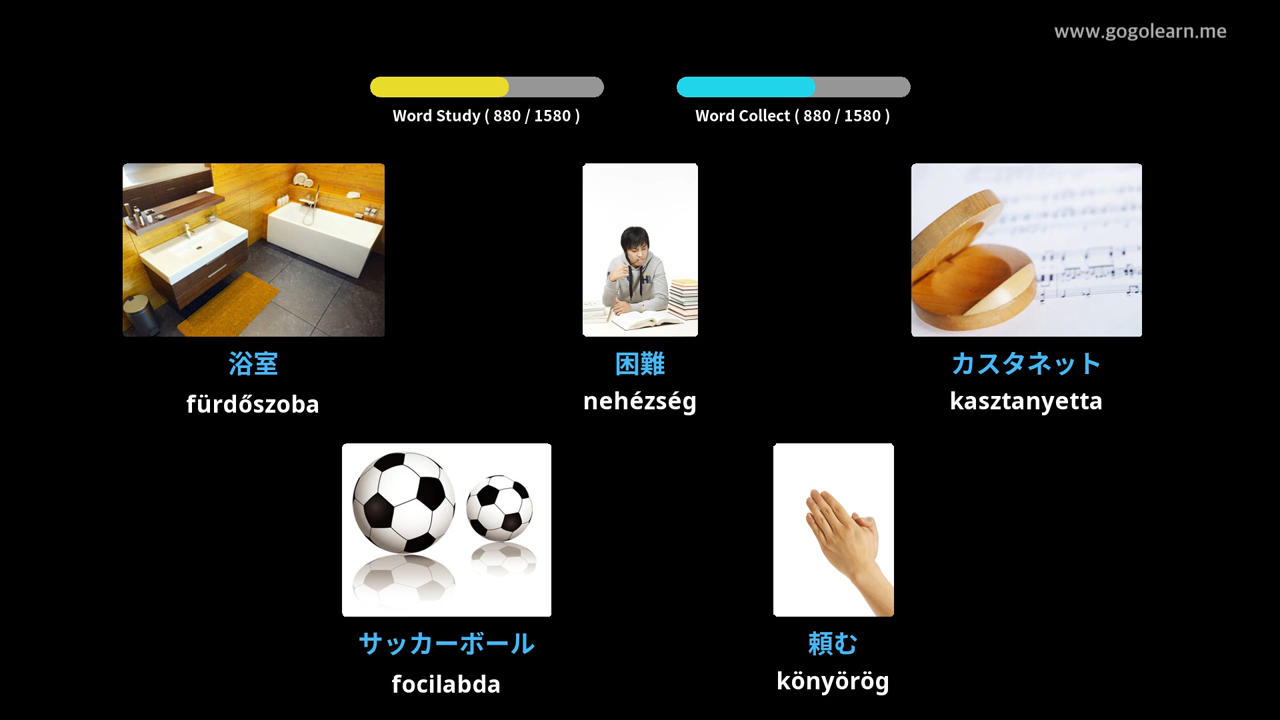 www.gogolearn.me
Word Study ( 880 / 1580 )
Word Collect ( 880 / 1580 )
浴室
fürdőszoba
困難
nehézség
カスタネット
kasztanyetta
サッカーボール
focilabda
頼む
könyörög